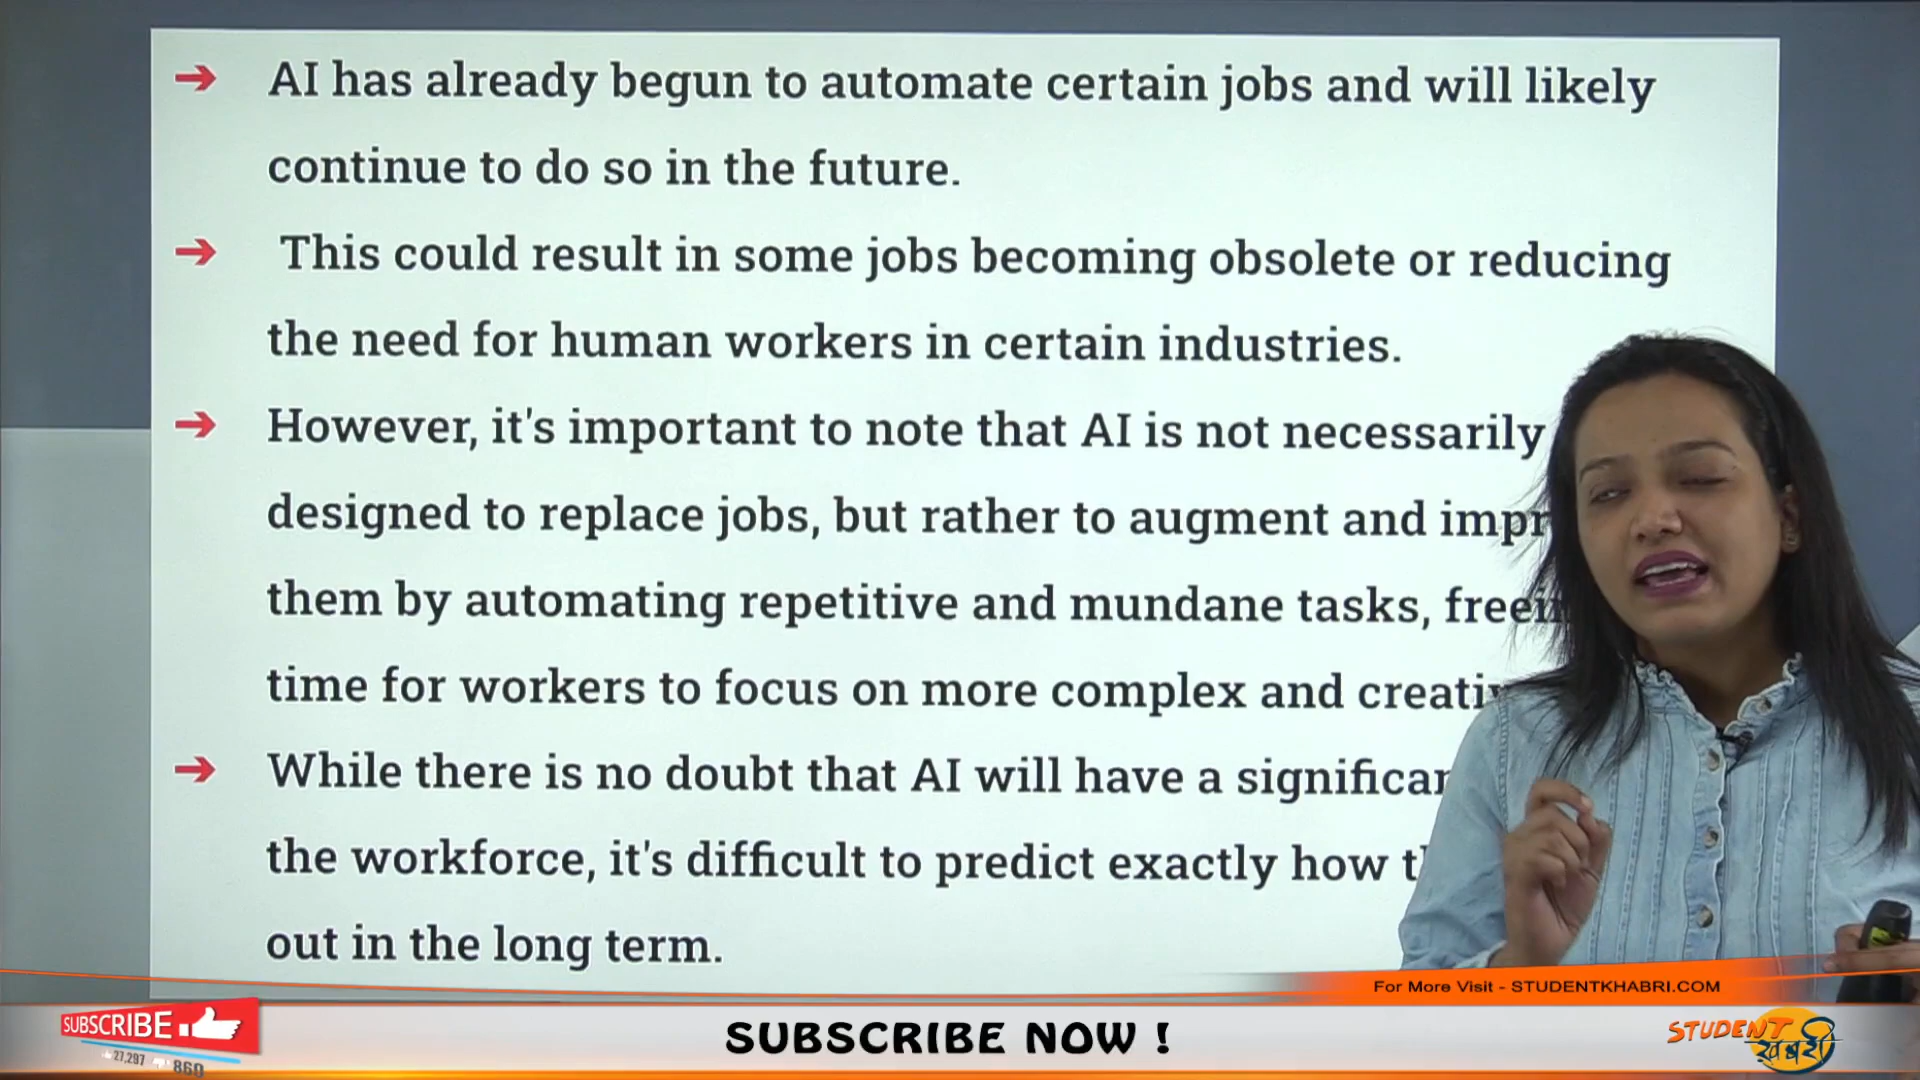 AI has already begun to automate certain jobs and will likely
continue to do so in the future.
This could result in some jobs becoming obsolete or reducing
the need for human workers in certain industries.
However, it's important to note that AI is not necessarily
designed to replace jobs, but rather to augment and
them by automating repetitive and mundane tasks,
time for workers to focus on more complex and
While there is no doubt that AI will have a
the workforce, it's difficult to predict exactly how
out in the long term.
For More Visit - STUDENTKHABRI.COM
SUBSCRIBE
27,297
869
SUBSCRIBE NOW !
STUDENT
खबरी